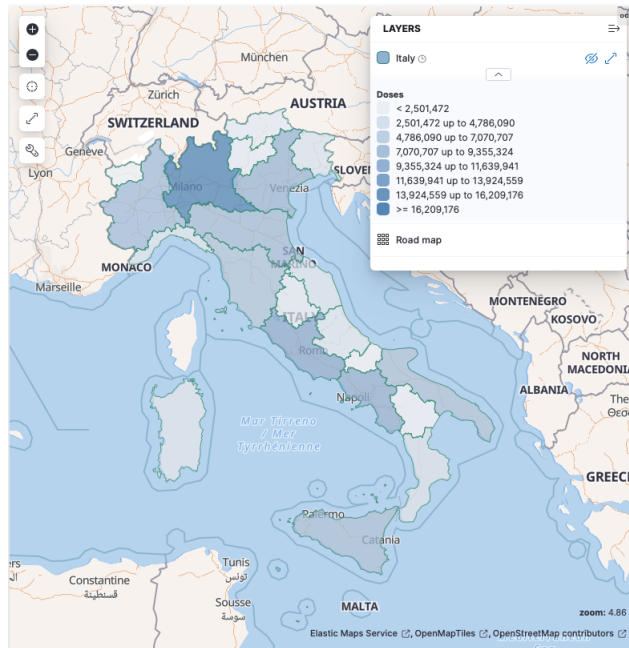 LAYERS
Italy
Doses
< 2,501,472
2,501,472 up to 4,786,090
4,786,090 up to 7,070,707
7,070,707 up to 9,355,324
9,355,324 up to 11,639,941
11,639,941 up to 13,924,559
13,924,559 up to 16,209,176
>= 16,209,176
Road map
München
Zürich
AUSTRIA
SWITZERLAND
Genève
Lyon
Milano
Venezia
MONACO
SAN
MARINO
Marseille
ITALY
Roma
Napoli
MONTENEGRO
KOSOVO
NORTH
ALBANIA
Mar Tirreno
/ Mer
Tyrrhénienne
Palermo
Catania
Tunis
تونس
Constantine
قسنطينة
Sousse
سوسة
MALTA
zoom: 4.86
Elastic Maps Service , OpenMapTiles , OpenStreetMap contributors